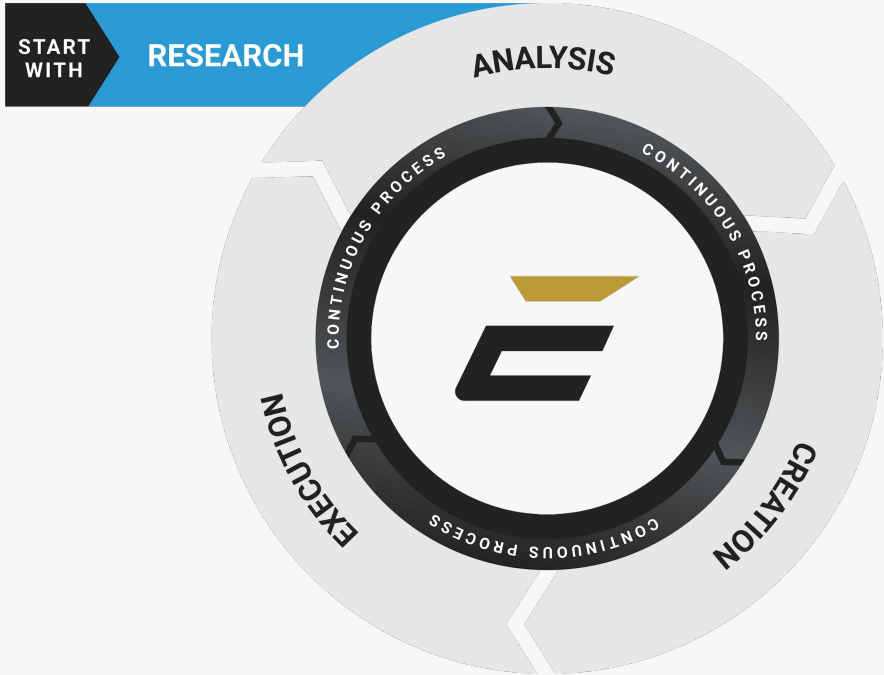 START
WITH
RESEARCH
ANALYSIS
CONTINUOUS PROCESS
CONTINUOUS PROCESS
CREATION
EXECUTION
CONTINUOUS PROCESS